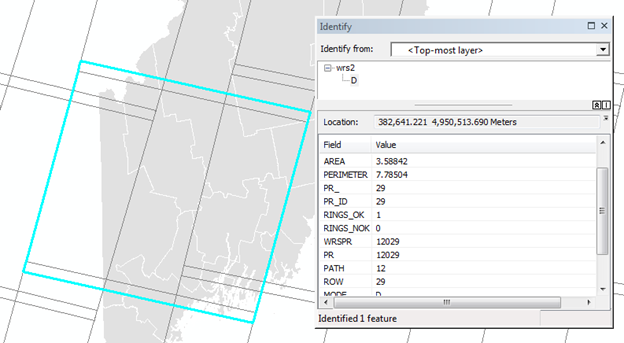 Identify
Identify from: <Top-most layer>
wrs2
D
Location: 382,641.221 4,950,513.690 Meters
Field Value
AREA 3.58842
PERIMETER 7.78504
PR_ 29
PR_ID 29
RINGS_OK 1
RINGS_NOK 0
WRSPR 12029
PR 12029
PATH 12
ROW 29
MODE D
Identified 1 feature